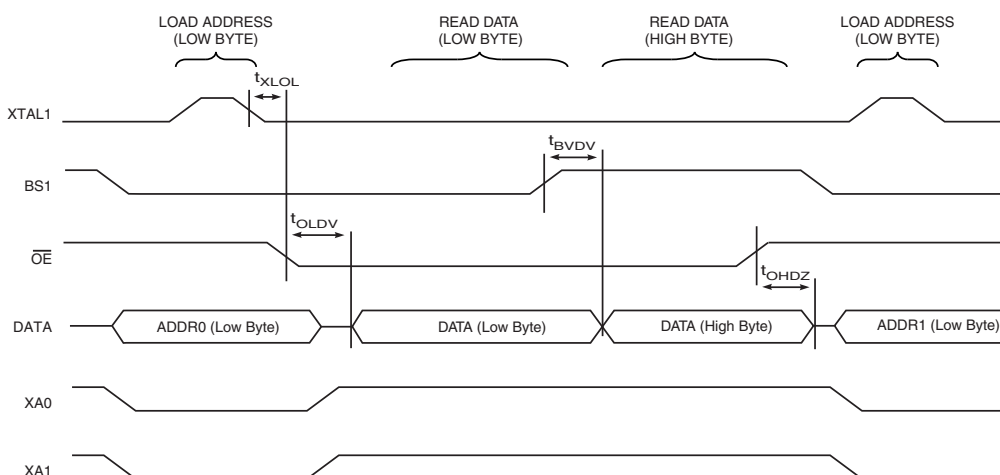 LOAD ADDRESS
(LOW BYTE)
READ DATA
(LOW BYTE)
READ DATA
(HIGH BYTE)
LOAD ADDRESS
(LOW BYTE)
tXLOL
XTAL1
tBVDV
BS1
tOLDV
OE
tOHDZ
DATA
ADDR0 (Low Byte)
DATA (Low Byte)
DATA (High Byte)
ADDR1 (Low Byte)
XA0
XA1